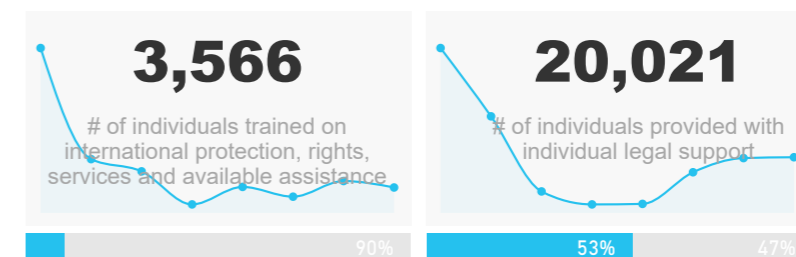 3,566
# of individuals trained on
international protection, rights,
services and available assistance
90%
20,021
# of individuals provided with
individual legal support
53%
47%